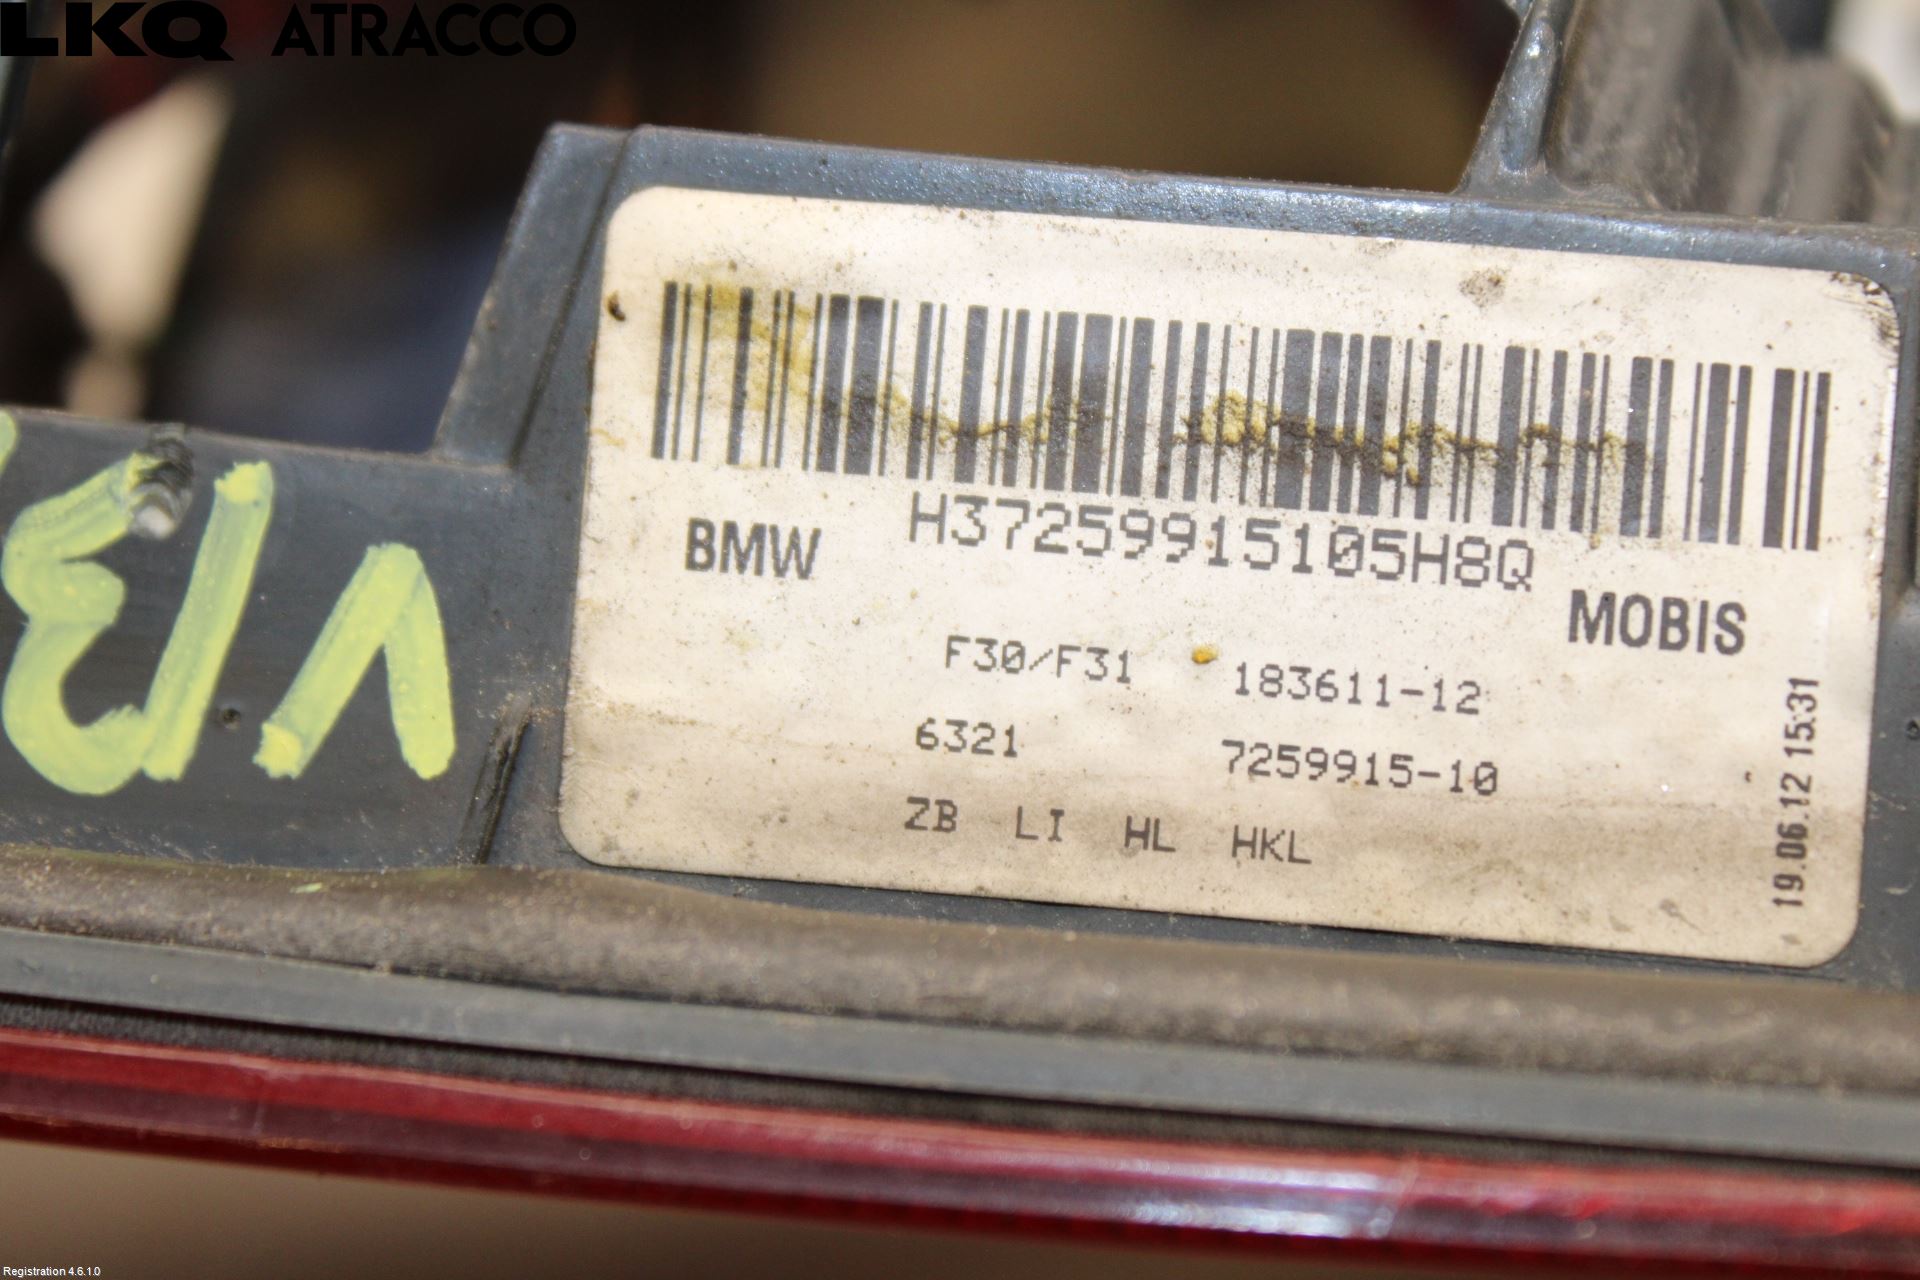 LKQ ATRACCO
H37259915105H8Q
BMW
MOBIS
F30/F31 183611-12
6321 7259915-10
ZB LI HL HKL
19.06.12 15:31
Registration 4.6.1.0